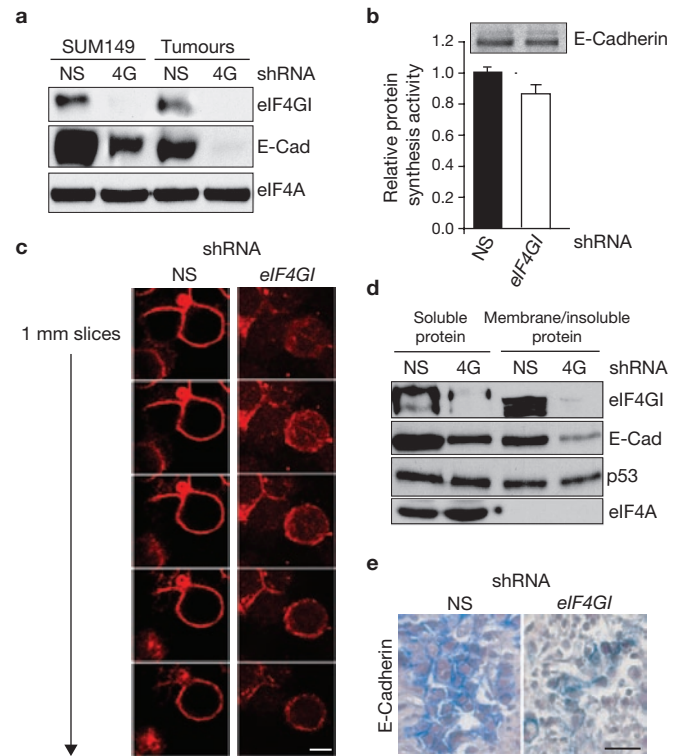 a
SUM149 Tumours
NS 4G NS 4G shRNA
eIF4GI
E-Cad
eIF4A
b
E-Cadherin
Relative protein
synthesis activity
1.2
1.0
0.8
0.6
0.4
0.2
0.0
NS eIF4GI shRNA
c
shRNA
NS eIF4GI
1 mm slices
d
Soluble
protein
Membrane/insoluble
protein
NS 4G NS 4G shRNA
eIF4GI
E-Cad
p53
eIF4A
e
shRNA
NS eIF4GI
E-Cadherin